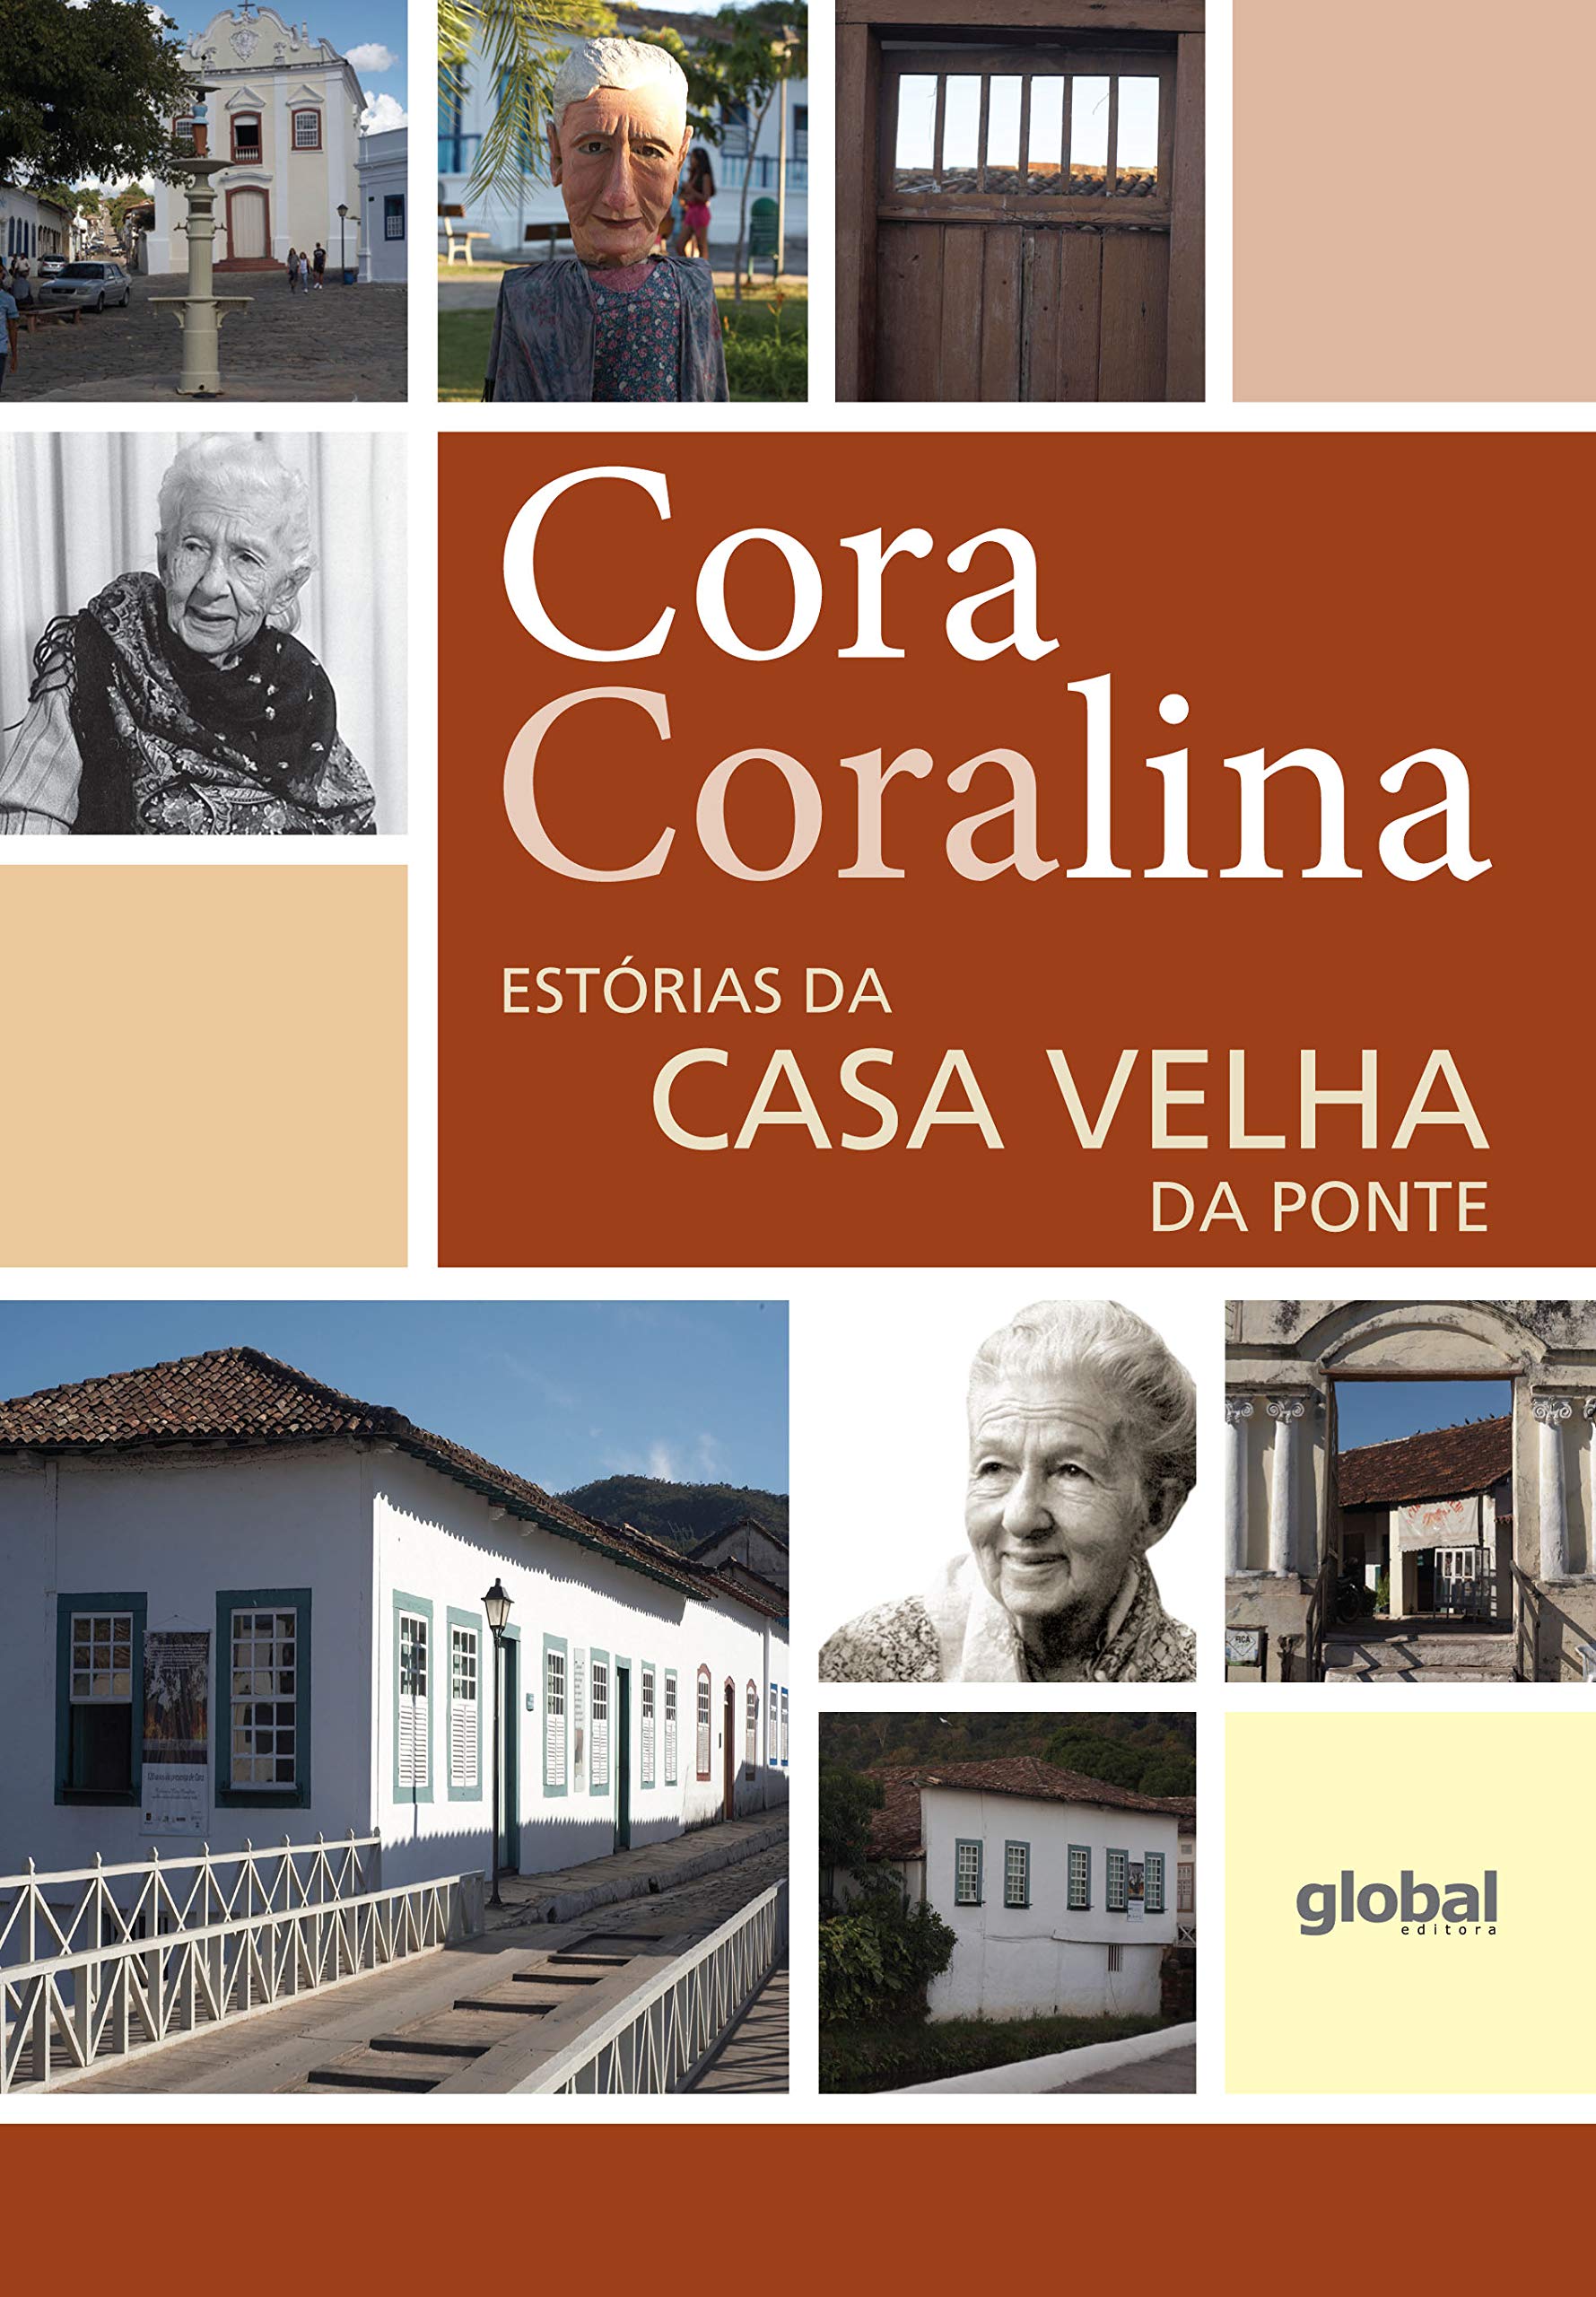 Cora
Coralina
ESTÓRIAS DA
CASA VELHA
DA PONTE
global
editora